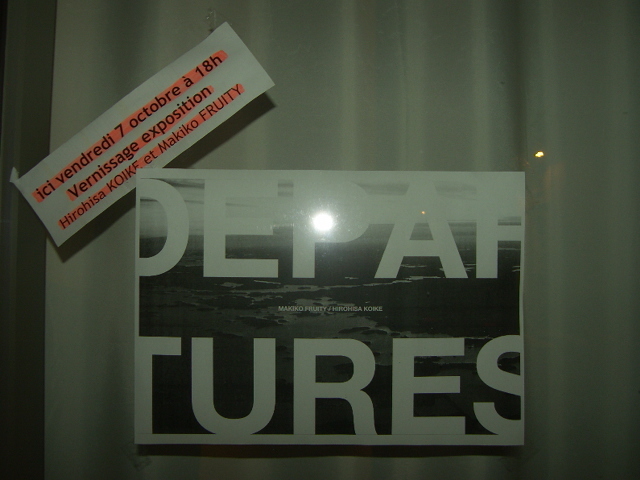 ici vendredi 7 octobre à 18h
Vernissage exposition
Hirohisa KOIKE et Makiko FRUITY
DEPAR
MAKIKO FRUITY / HIROHISA KOIKE
TURES